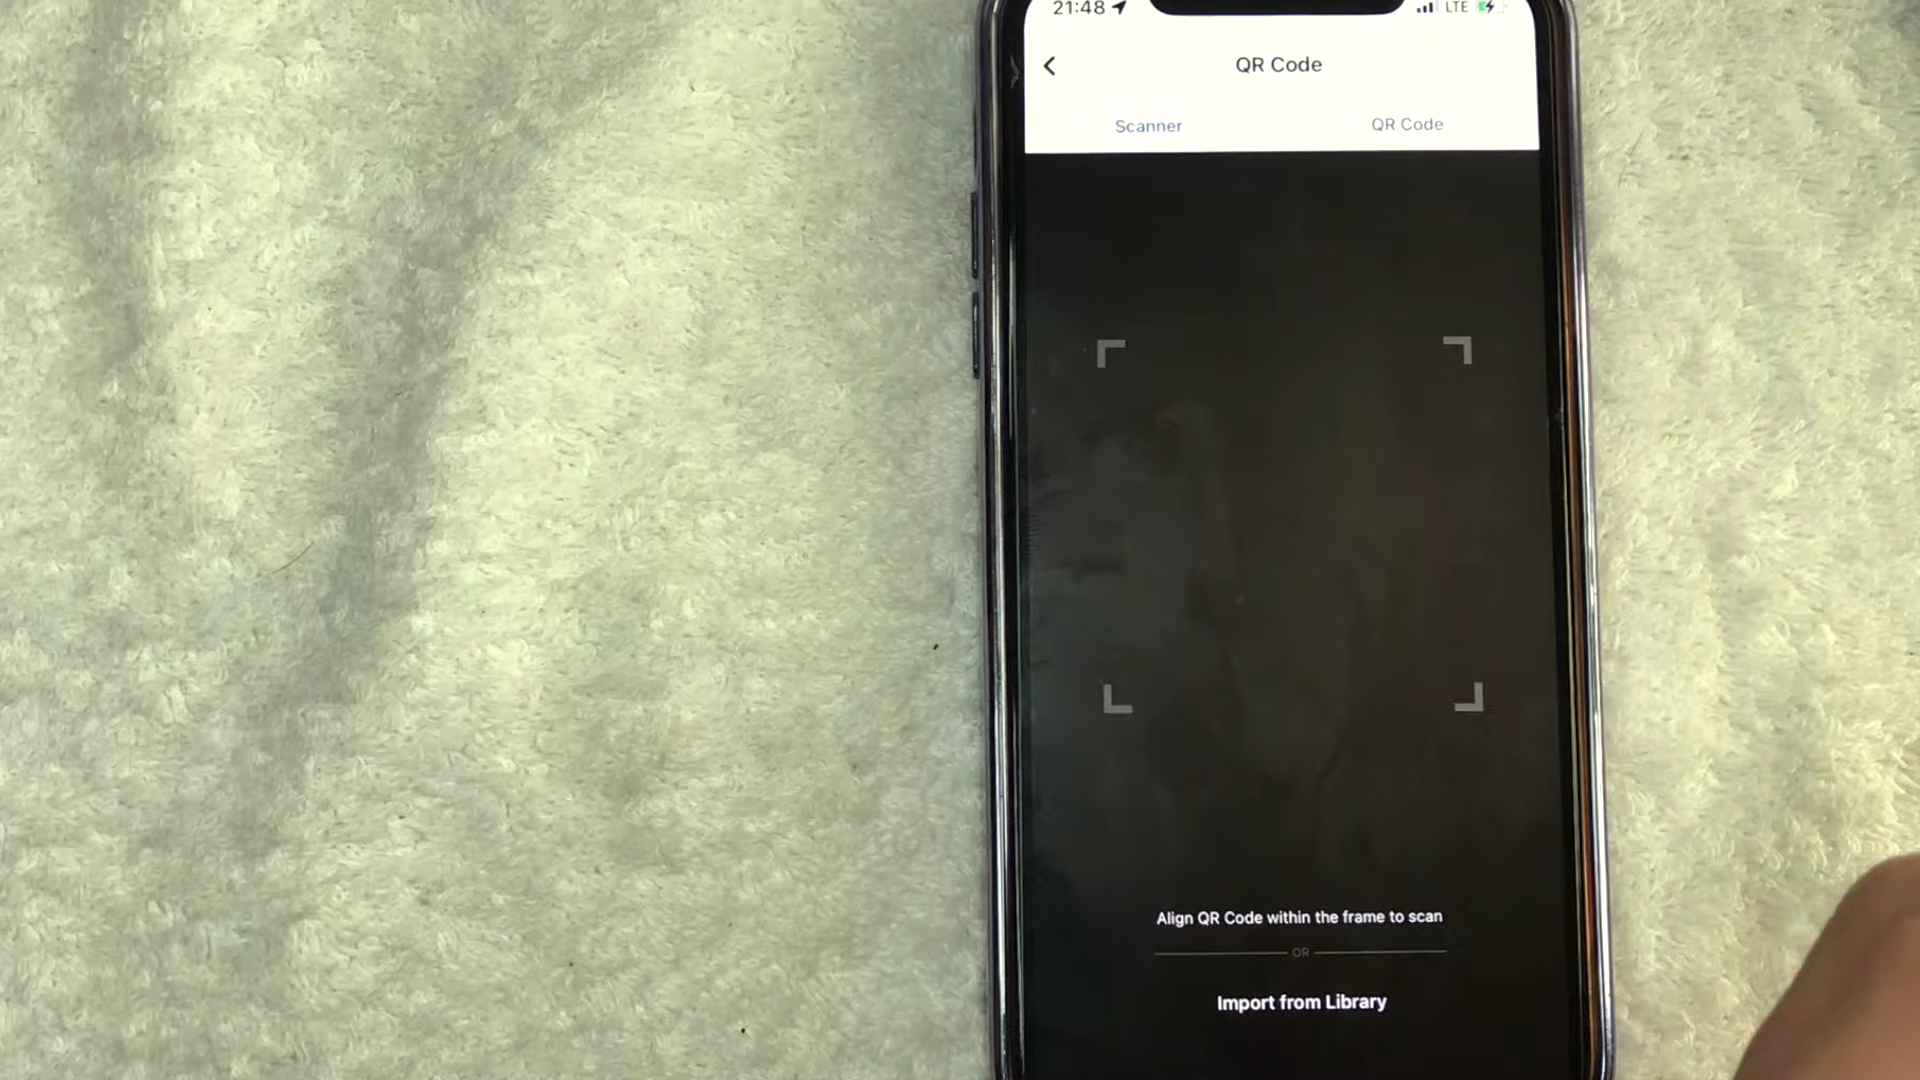 21:48
LTE
QR Code
Scanner
QR Code
Align QR Code within the frame to scan
OR
Import from Library